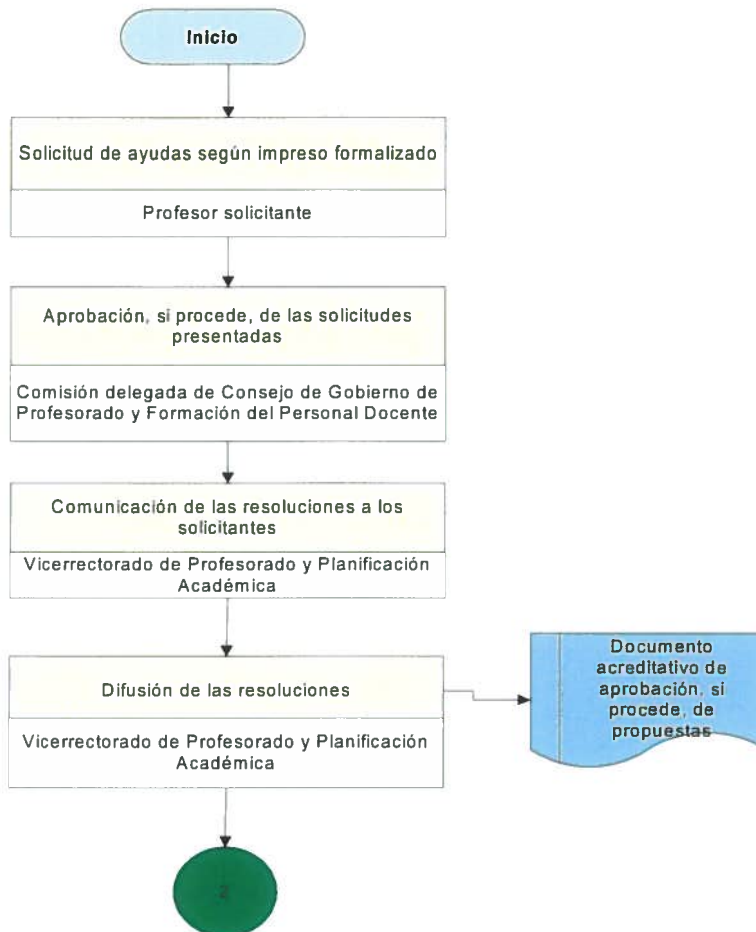 Inicio
Solicitud de ayudas según impreso formalizado
Profesor solicitante
Aprobación, si procede, de las solicitudes
presentadas
Comisión delegada de Consejo de Gobierno de
Profesorado y Formación del Personal Docente
Comunicación de las resoluciones a los
solicitantes
Vicerrectorado de Profesorado y Planificación
Académica
Difusión de las resoluciones
Vicerrectorado de Profesorado y Planificación
Académica
Documento
acreditativo de
aprobación, si
procede, de
propuestas
2